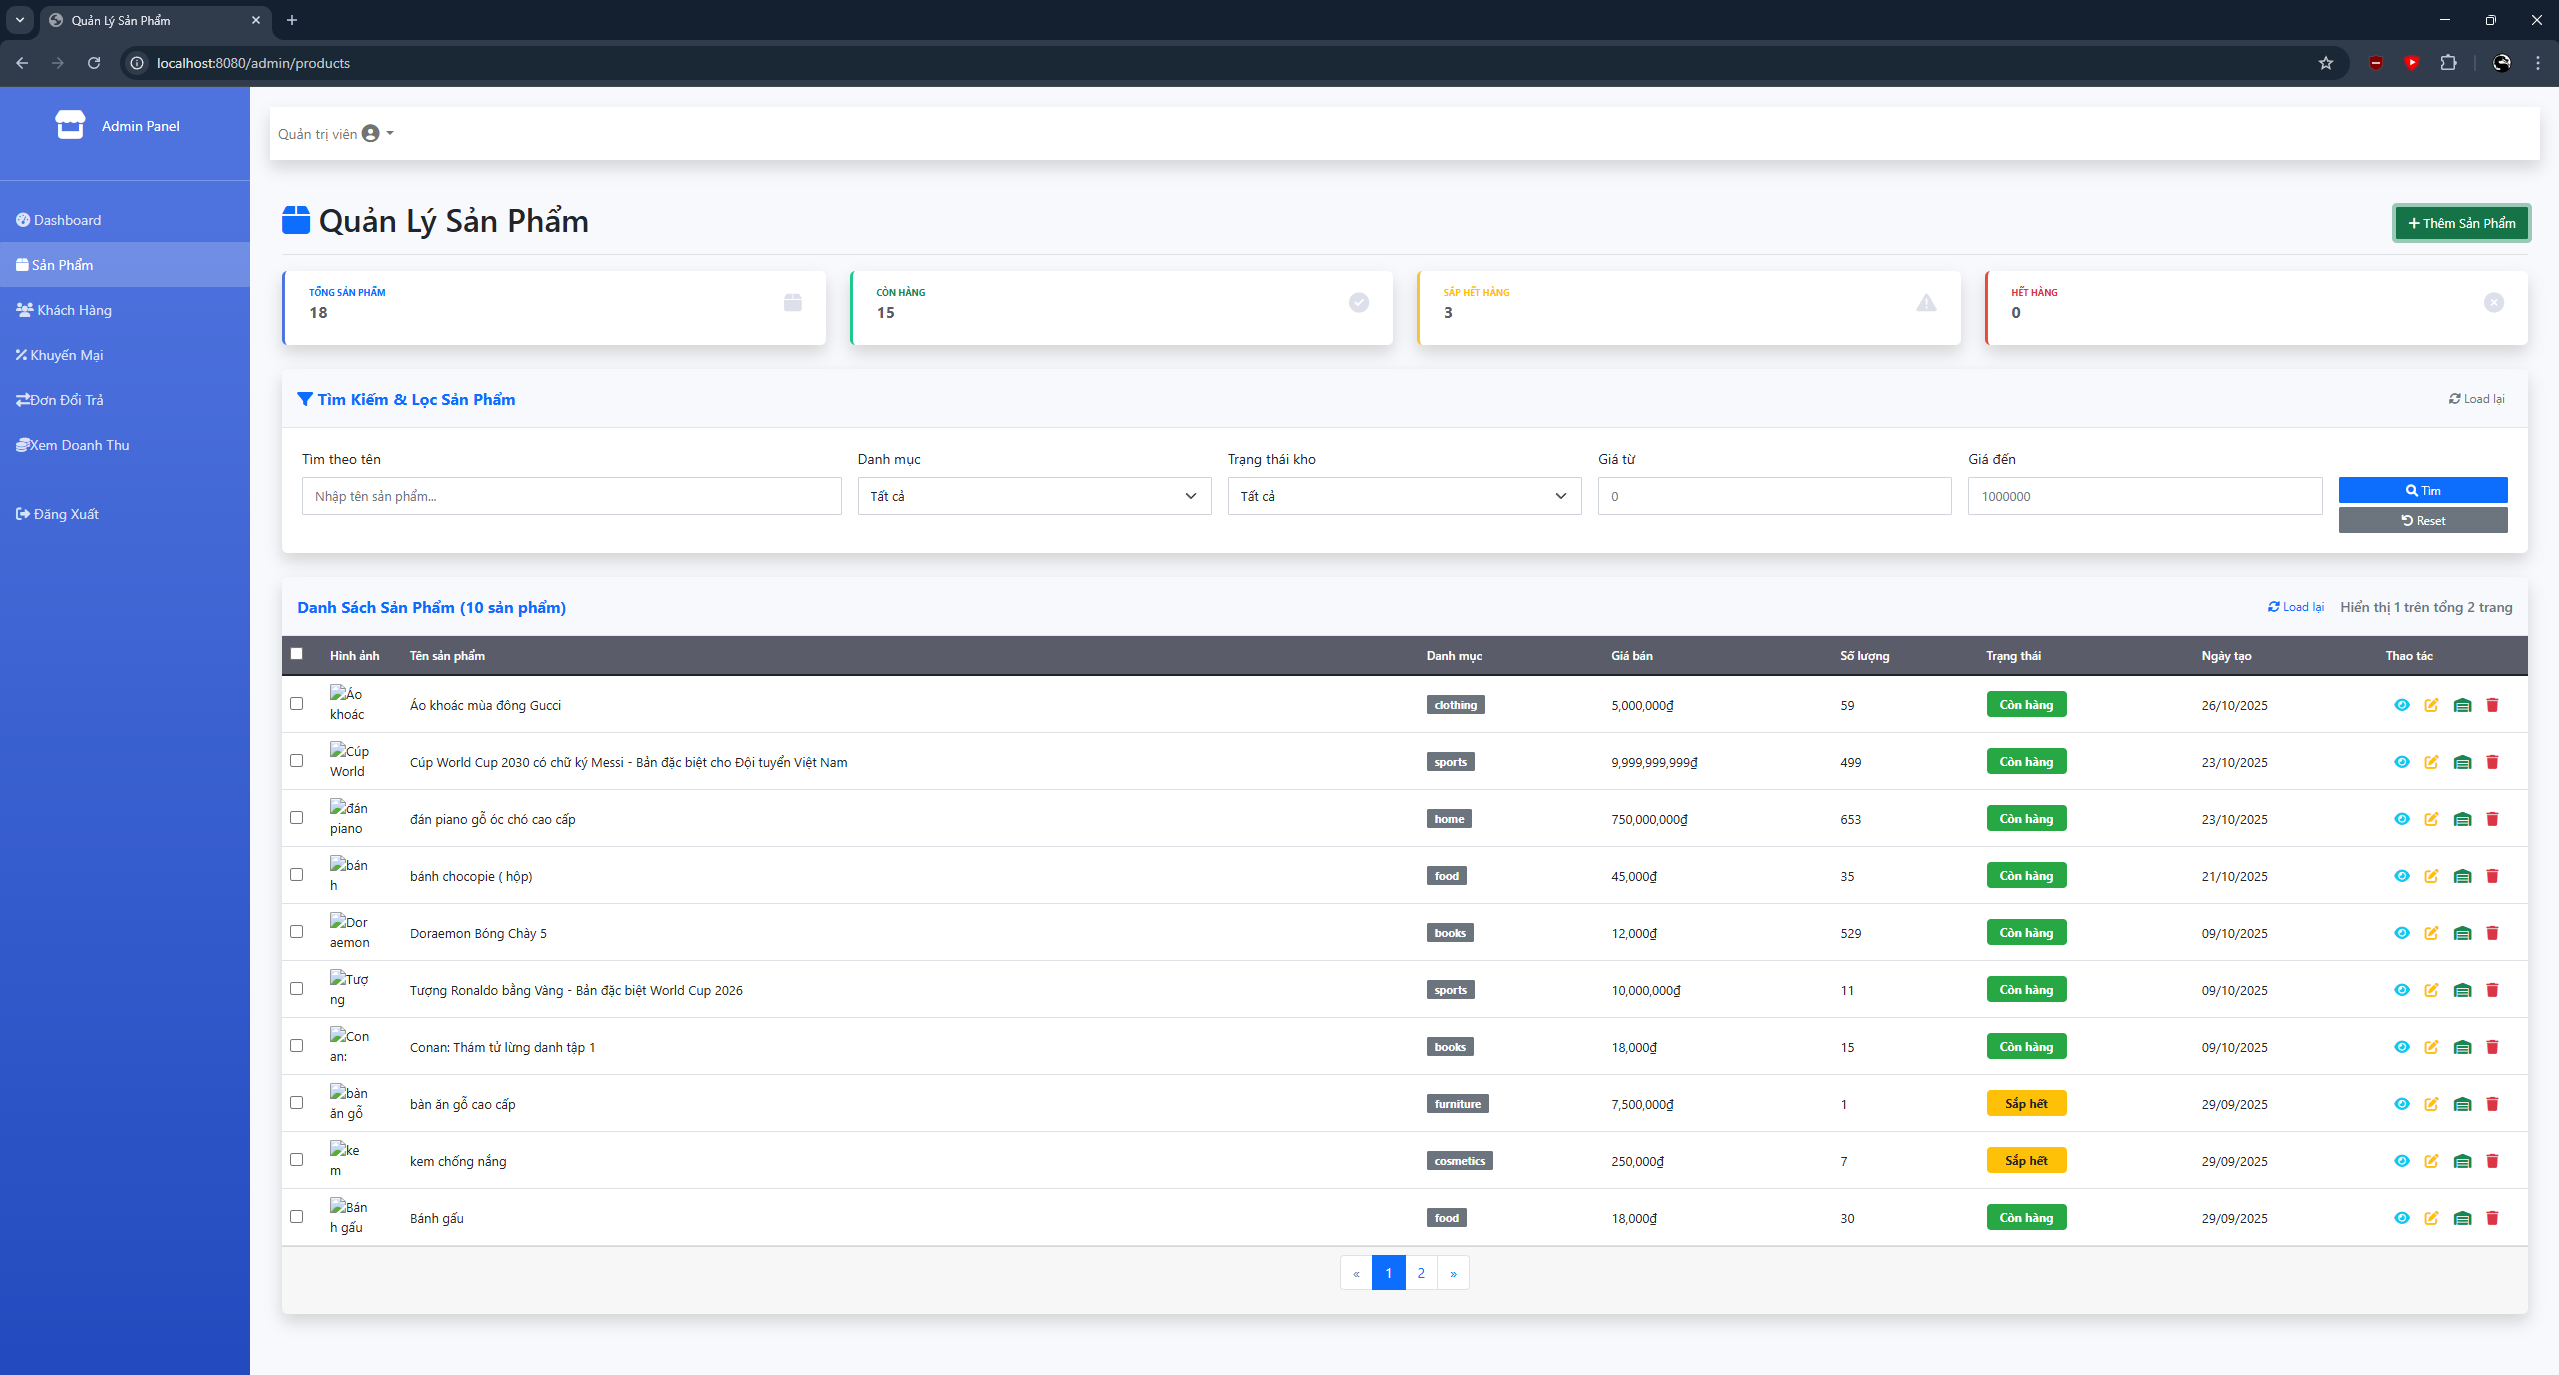 Quản Lý Sản Phẩm
localhost:8080/admin/products
Admin Panel
Dashboard
Sản Phẩm
Khách Hàng
Khuyến Mại
Đơn Đổi Trả
Xem Doanh Thu
Đăng Xuất
Quản trị viên
Quản Lý Sản Phẩm
Thêm Sản Phẩm
TỔNG SẢN PHẨM
18
CÒN HÀNG
15
SẮP HẾT HÀNG
3
HẾT HÀNG
0
Tìm Kiếm & Lọc Sản Phẩm
Load lại
Tìm theo tên
Danh mục
Trạng thái kho
Giá từ
Giá đến
Nhập tên sản phẩm...
Tất cả
Tất cả
0
1000000
Tìm
Reset
Danh Sách Sản Phẩm (10 sản phẩm)
Load lại
Hiển thị 1 trên tổng 2 trang
Hình ảnh Tên sản phẩm Danh mục Giá bán Số lượng Trạng thái Ngày tạo Thao tác
Áo
khoác
Áo khoác mùa đông Gucci clothing 5,000,000₫ 59 Còn hàng 26/10/2025
Cúp
World
Cúp World Cup 2030 có chữ ký Messi - Bản đặc biệt cho Đội tuyển Việt Nam sports 9,999,999,999₫ 499 Còn hàng 23/10/2025
đán
piano
đán piano gỗ óc chó cao cấp home 750,000,000₫ 653 Còn hàng 23/10/2025
bán
h
bánh chocopie ( hộp) food 45,000₫ 35 Còn hàng 21/10/2025
Dor
aemon
Doraemon Bóng Chày 5 books 12,000₫ 529 Còn hàng 09/10/2025
Tượ
ng
Tượng Ronaldo bằng Vàng - Bản đặc biệt World Cup 2026 sports 10,000,000₫ 11 Còn hàng 09/10/2025
Con
an:
Conan: Thám tử lừng danh tập 1 books 18,000₫ 15 Còn hàng 09/10/2025
bàn
ăn gỗ
bàn ăn gỗ cao cấp furniture 7,500,000₫ 1 Sắp hết 29/09/2025
ke
m
kem chống nắng cosmetics 250,000₫ 7 Sắp hết 29/09/2025
Bán
h gấu
Bánh gấu food 18,000₫ 30 Còn hàng 29/09/2025
« 1 2 »